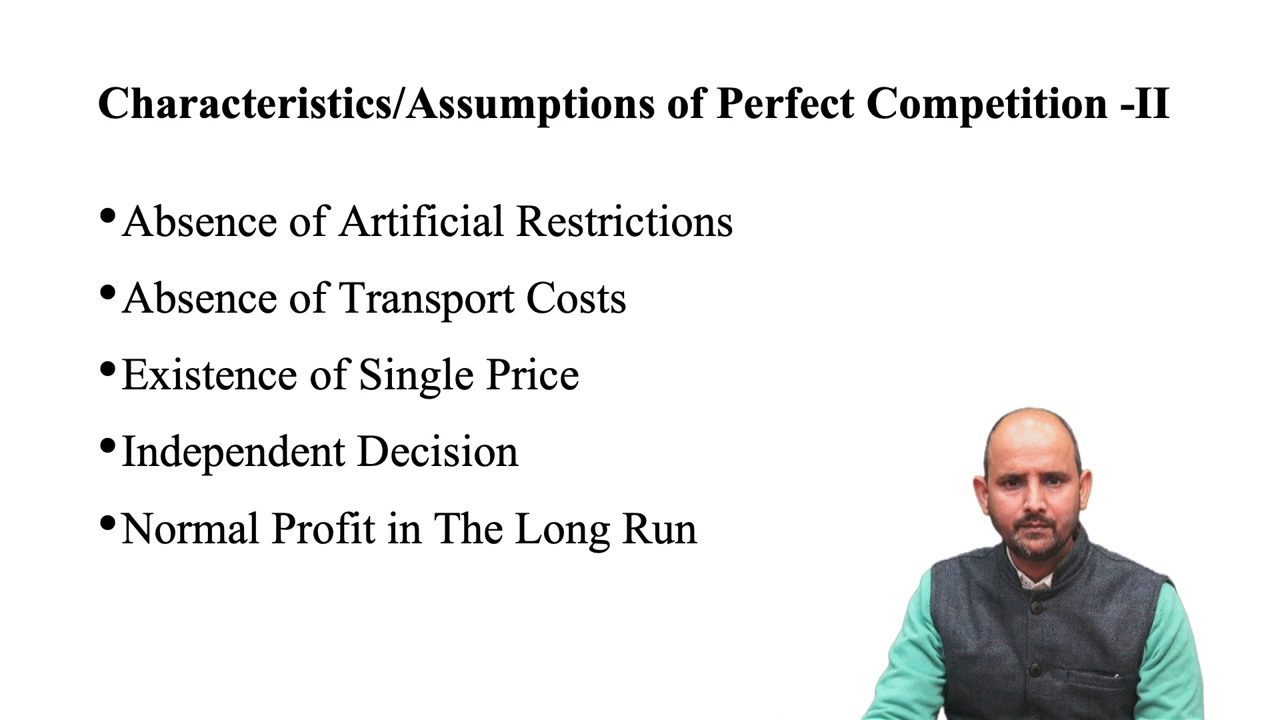 Characteristics/Assumptions of Perfect Competition -II
•Absence of Artificial Restrictions
•Absence of Transport Costs
•Existence of Single Price
•Independent Decision
•Normal Profit in The Long Run